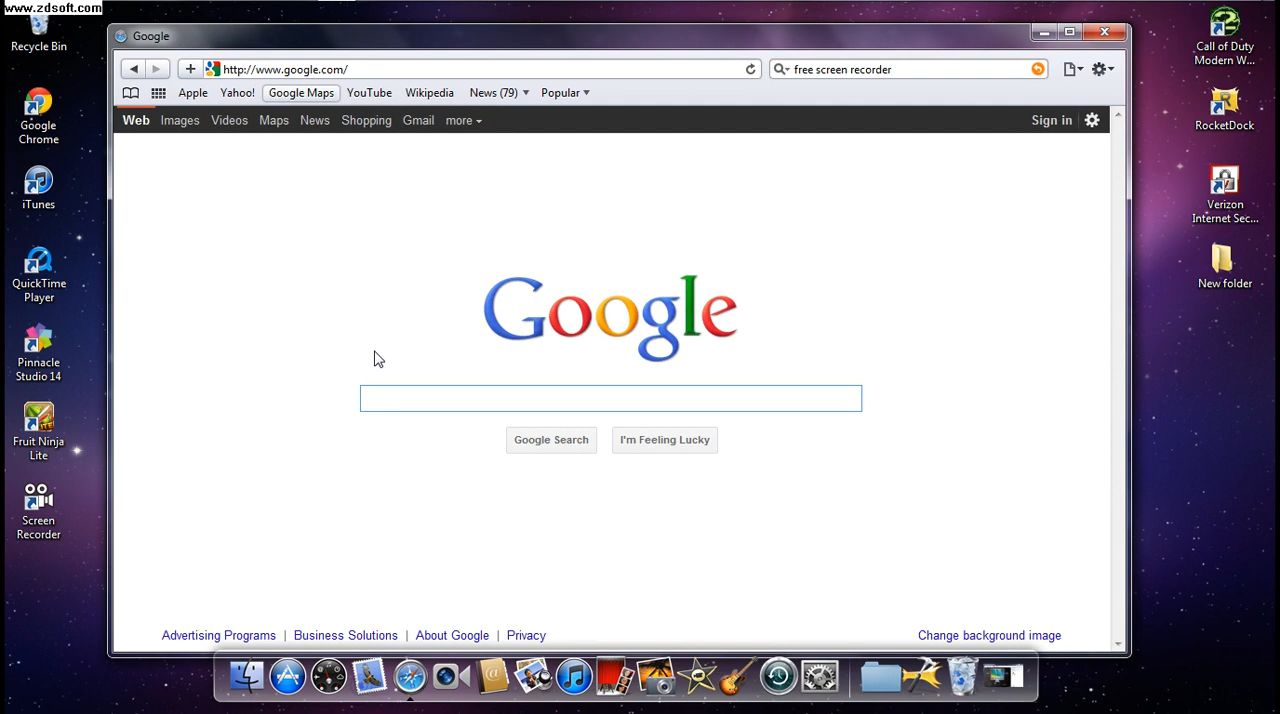 www.zdsoft.com
Recycle Bin
Google
Chrome
iTunes
QuickTime
Player
Pinnacle
Studio 14
Fruit Ninja
Lite
Screen
Recorder
Google
http://www.google.com/
free screen recorder
Apple Yahoo! Google Maps YouTube Wikipedia News (79) Popular
Web Images Videos Maps News Shopping Gmail more Sign in
Google
Google Search I'm Feeling Lucky
Advertising Programs | Business Solutions | About Google | Privacy Change background image
Call of Duty
Modern W...
RocketDock
Verizon
Internet Sec...
New folder